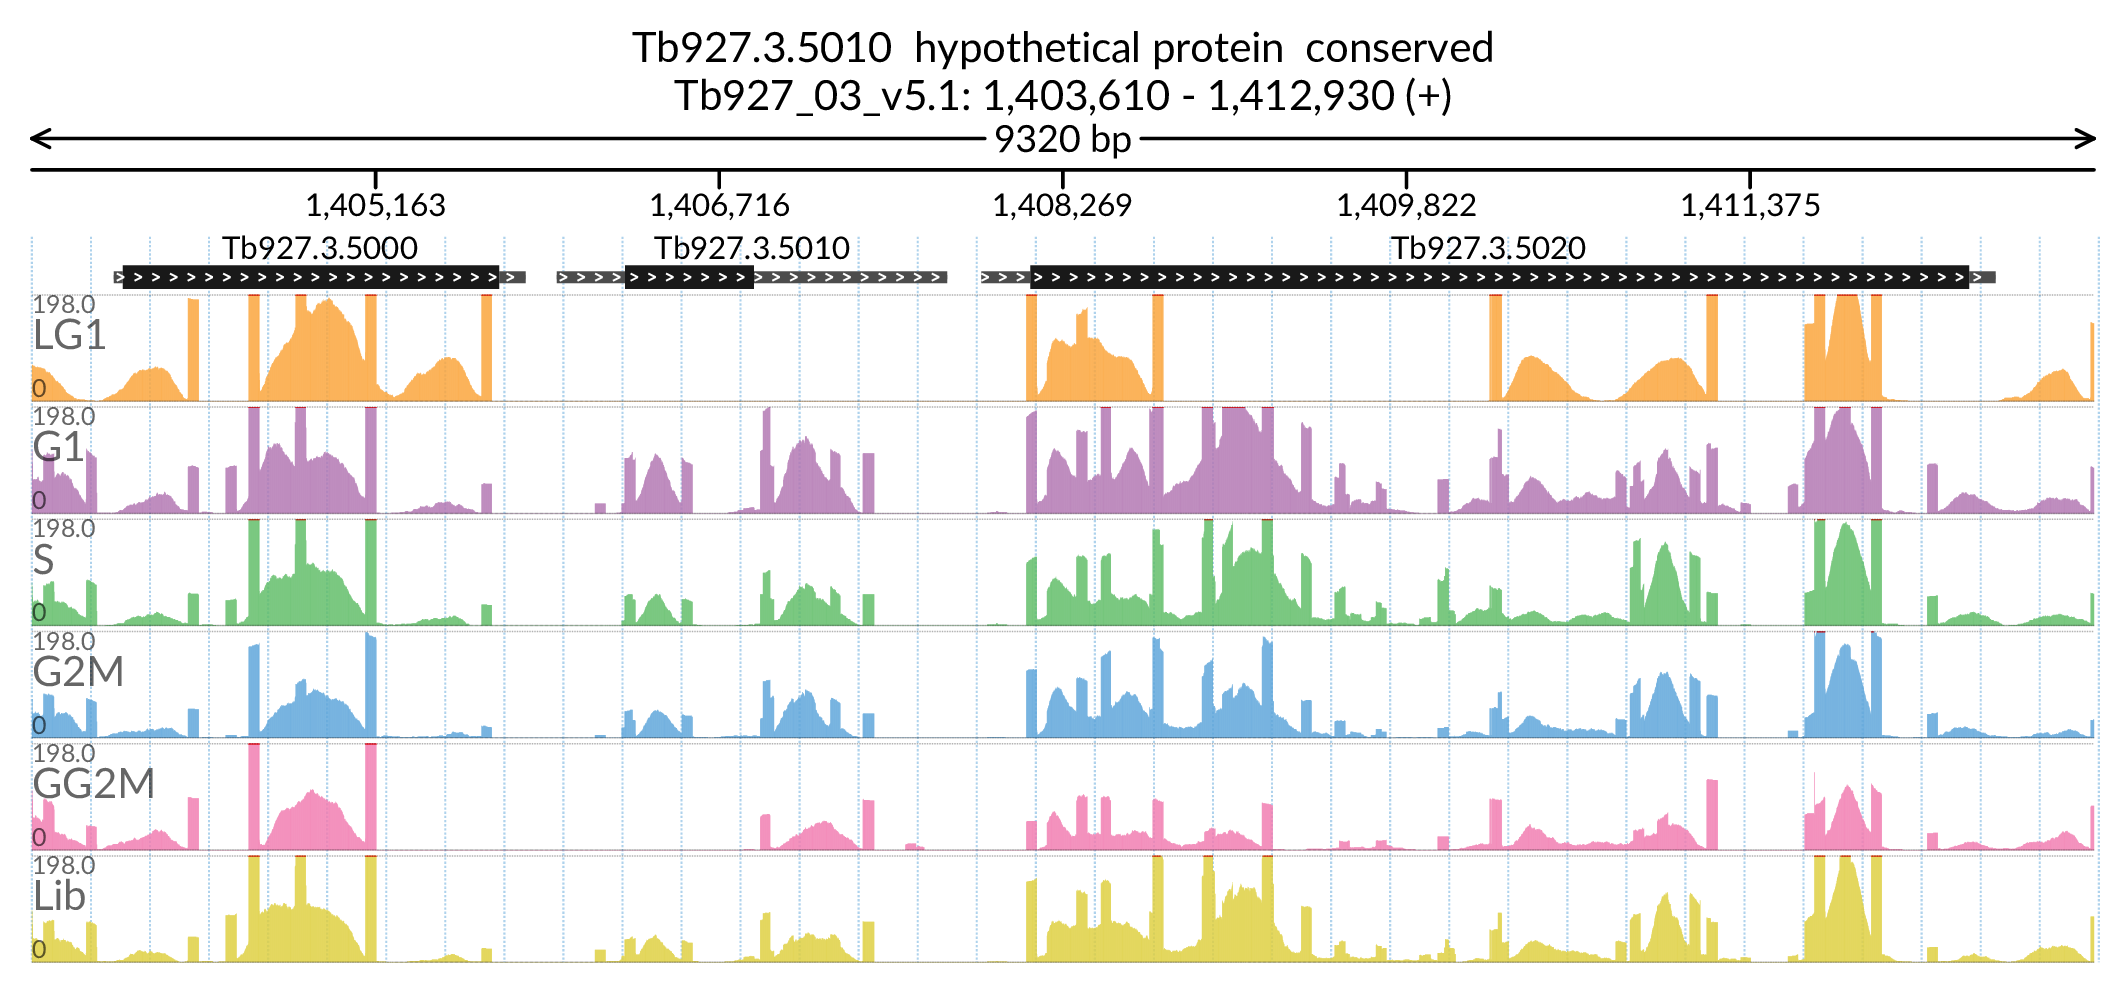 Tb927.3.5010  hypothetical protein  conserved
Tb927_03_v5.1: 1,403,610 - 1,412,930 (+)
9320 bp
1,405,163 1,406,716 1,408,269 1,409,822 1,411,375
Tb927.3.5000 Tb927.3.5010 Tb927.3.5020
198.0
LG1
0
198.0
G1
0
198.0
S
0
198.0
G2M
0
198.0
GG2M
0
198.0
Lib
0